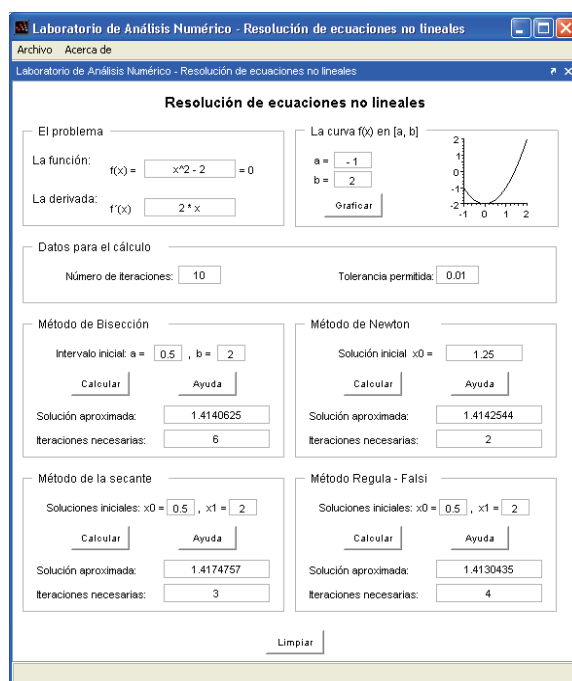 Laboratorio de Análisis Numérico - Resolución de ecuaciones no lineales
Archivo Acerca de
Laboratorio de Análisis Numérico - Resolución de ecuaciones no lineales
Resolución de ecuaciones no lineales
El problema
La función: f(x) = x^2 - 2 = 0
La derivada: f´(x) 2 * x
La curva f(x) en [a, b]
a = - 1
b = 2
Graficar
2
1
0
-1
-2
-1 0 1 2
Datos para el cálculo
Número de iteraciones: 10 Tolerancia permitida: 0.01
Método de Bisección
Intervalo inicial: a = 0.5 , b = 2
Calcular Ayuda
Solución aproximada: 1.4140625
Iteraciones necesarias: 6
Método de Newton
Solución inicial x0 = 1.25
Calcular Ayuda
Solución aproximada: 1.4142544
Iteraciones necesarias: 2
Método de la secante
Soluciones iniciales: x0 = 0.5 , x1 = 2
Calcular Ayuda
Solución aproximada: 1.4174757
Iteraciones necesarias: 3
Método Regula - Falsi
Soluciones iniciales: x0 = 0.5 , x1 = 2
Calcular Ayuda
Solución aproximada: 1.4130435
Iteraciones necesarias: 4
Limpiar